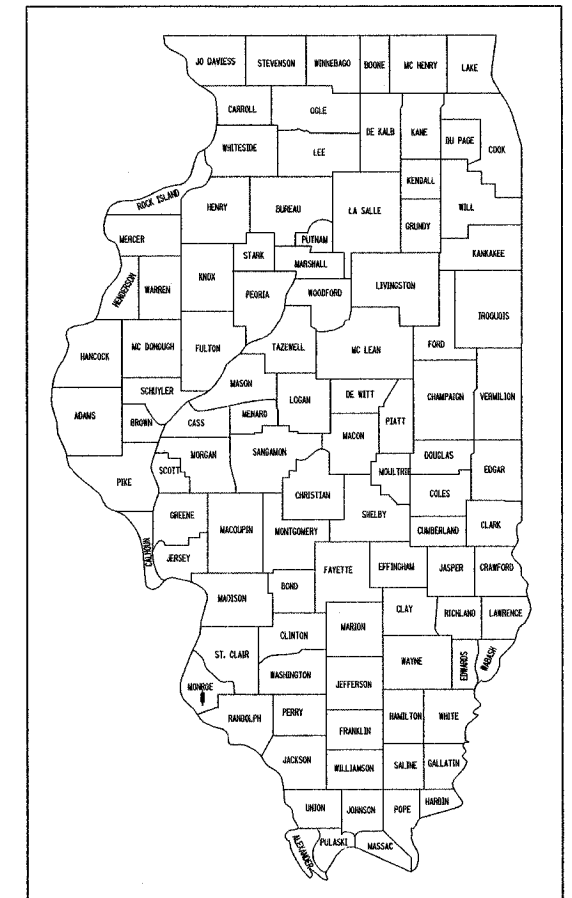 JO DAVIESS
STEVENSON
WINNEBAGO
BOONE
MC HENRY
LAKE
CARROLL
OGLE
DE KALB
KANE
DU PAGE
COOK
WHITESIDE
LEE
KENDALL
ROCK ISLAND
HENRY
BUREAU
LA SALLE
WILL
GRUNDY
MERCER
PUTNAM
STARK
KANKAKEE
MARSHALL
HENDERSON
WARREN
KNOX
PEORIA
WOODFORD
LIVINGSTON
IROQUOIS
HANCOCK
MC DONOUGH
FULTON
TAZEWELL
MC LEAN
FORD
SCHUYLER
MASON
LOGAN
DE WITT
CHAMPAIGN
VERMILION
ADAMS
BROWN
CASS
MENARD
MACON
PIATT
MORGAN
SANGAMON
DOUGLAS
PIKE
SCOTT
MOULTRIE
EDGAR
CHRISTIAN
COLES
GREENE
MACOUPIN
MONTGOMERY
SHELBY
CUMBERLAND
CLARK
CALHOUN
JERSEY
FAYETTE
EFFINGHAM
JASPER
CRAWFORD
MADISON
BOND
CLAY
RICHLAND
LAWRENCE
CLINTON
MARION
ST. CLAIR
WAYNE
EDWARDS
WABASH
WASHINGTON
MONROE
JEFFERSON
RANDOLPH
PERRY
HAMILTON
WHITE
FRANKLIN
JACKSON
WILLIAMSON
SALINE
GALLATIN
UNION
JOHNSON
POPE
HARDIN
ALEXANDER
PULASKI
MASSAC